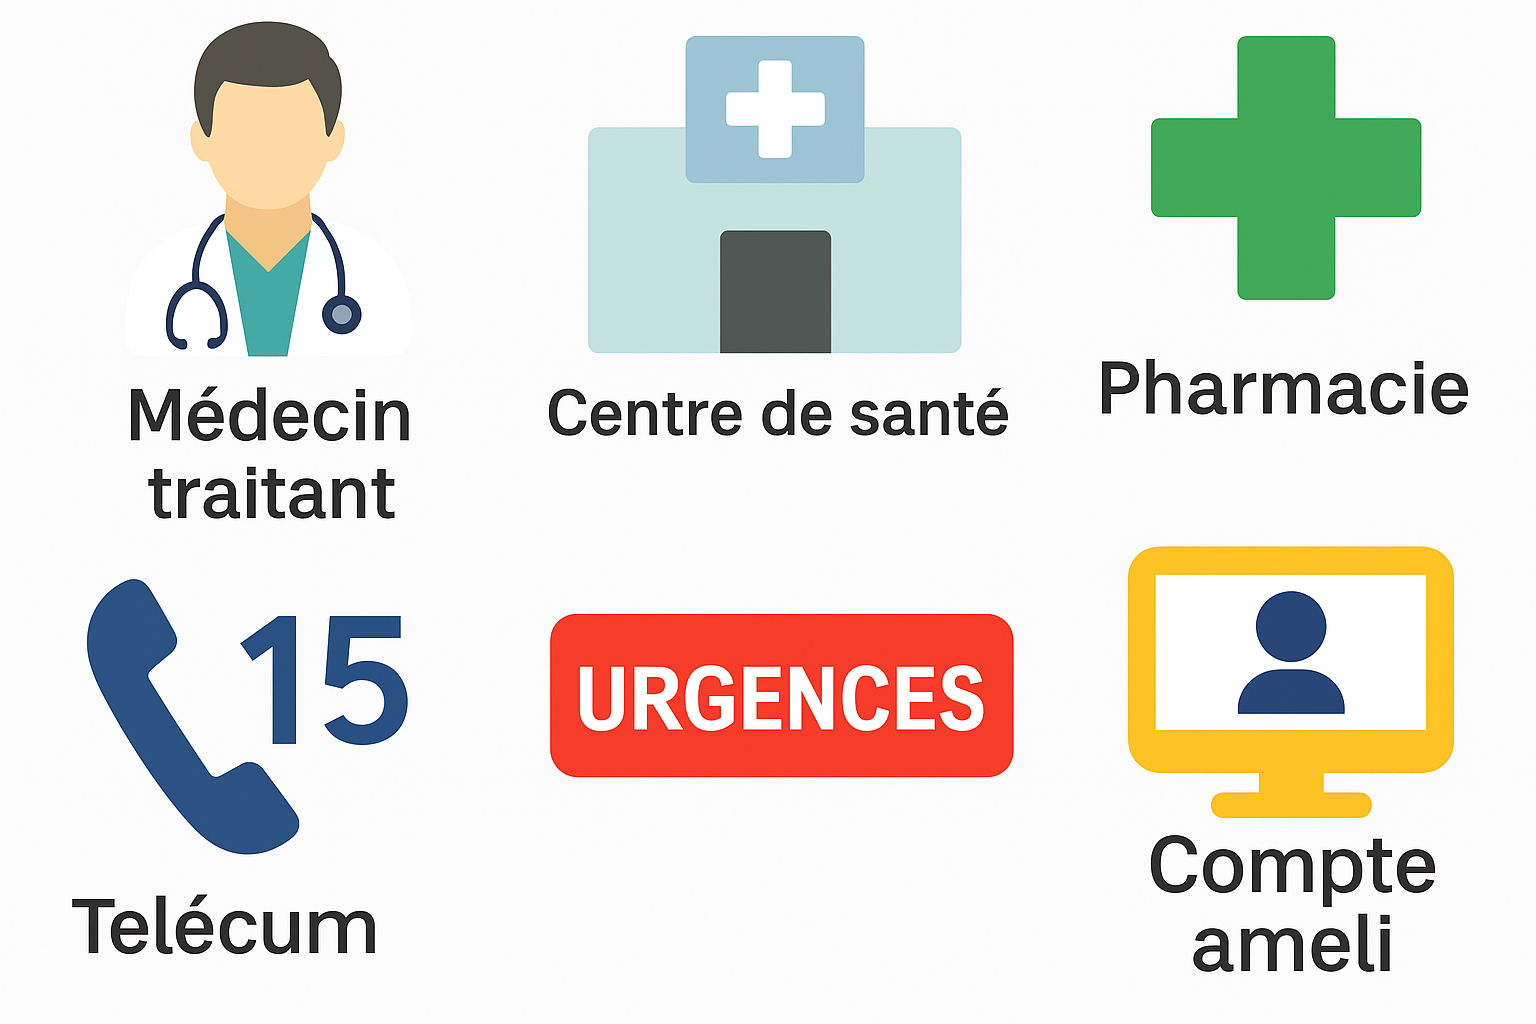 Médecin
traitant
Centre de santé
Pharmacie
15
Telécum
URGENCES
Compte
ameli